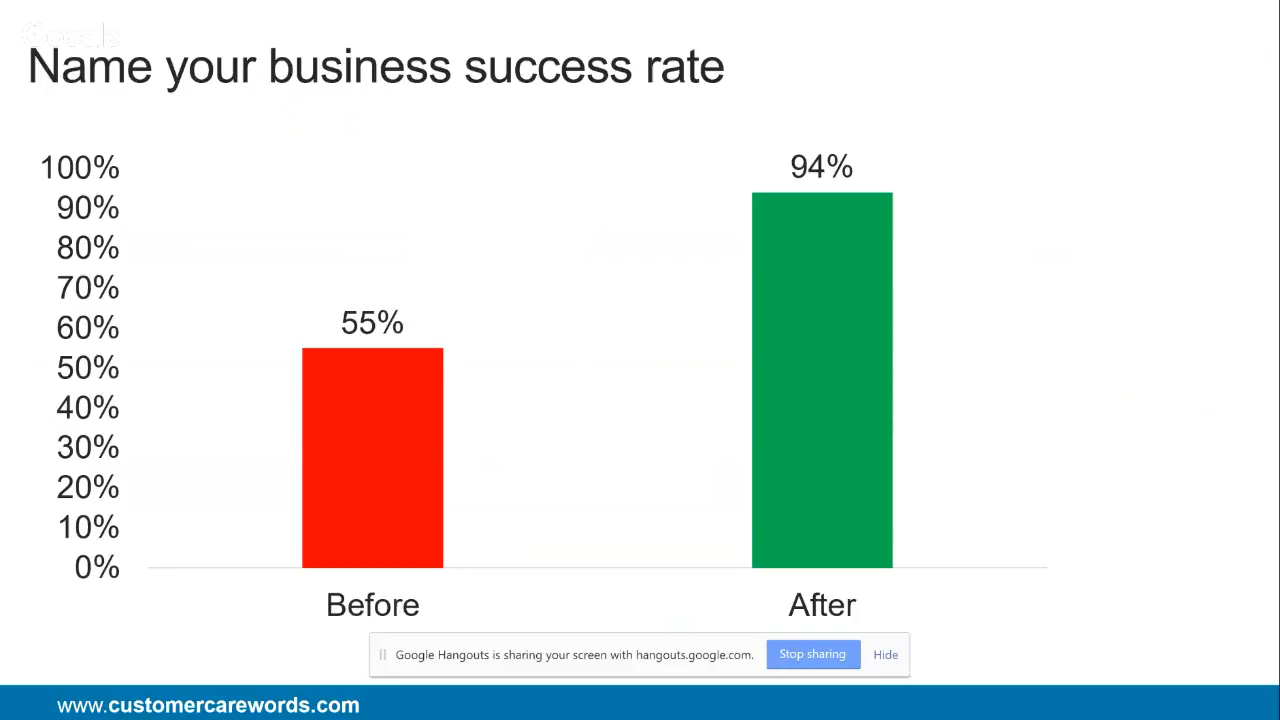 Google
Name your business success rate
100%
90%
80%
70%
60%
50%
40%
30%
20%
10%
0%
55%
94%
Before
After
Google Hangouts is sharing your screen with hangouts.google.com. Stop sharing Hide
www.customercarewords.com